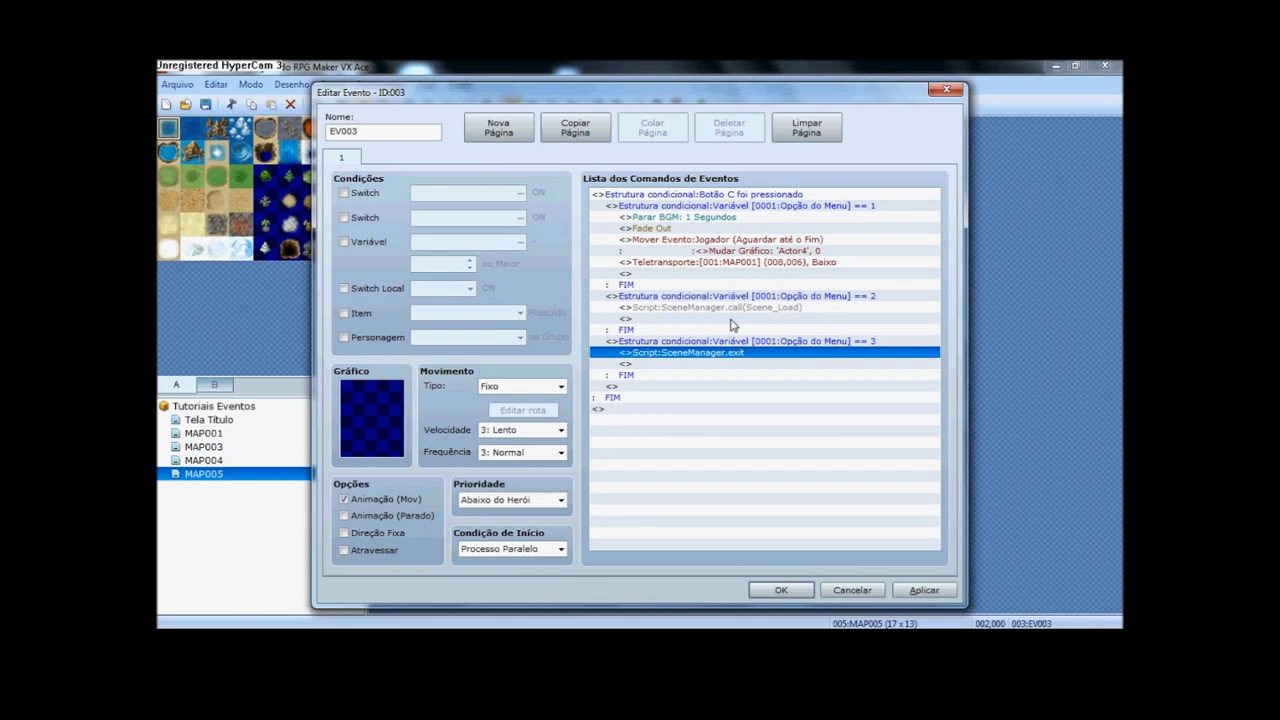 Unregistered HyperCam 3
do RPG Maker VX Ace
Arquivo Editar Modo Desenho
Editar Evento - ID:003
Nome:
EV003
Nova Página
Copiar Página
Colar Página
Deletar Página
Limpar Página
1
Condições
Switch ... ON
Switch ... ON
Variável ... -
ou Maior
Switch Local ON
Item Possuído
Personagem no Grupo
Gráfico
Movimento
Tipo: Fixo
Editar rota
Velocidade 3: Lento
Frequência 3: Normal
Opções
Animação (Mov)
Animação (Parado)
Direção Fixa
Atravessar
Prioridade
Abaixo do Herói
Condição de Início
Processo Paralelo
Lista dos Comandos de Eventos
<>Estrutura condicional:Botão C foi pressionado
<>Estrutura condicional:Variável [0001:Opção do Menu] == 1
<>Parar BGM: 1 Segundos
<>Fade Out
<>Mover Evento:Jogador (Aguardar até o Fim)
: :<>Mudar Gráfico: 'Actor4', 0
<>Teletransporte:[001:MAP001] (008,006), Baixo
<>
: FIM
<>Estrutura condicional:Variável [0001:Opção do Menu] == 2
<>Script:SceneManager.call(Scene_Load)
<>
: FIM
<>Estrutura condicional:Variável [0001:Opção do Menu] == 3
<>Script:SceneManager.exit
<>
: FIM
<>
: FIM
<>
OK Cancelar Aplicar
A B
Tutoriais Eventos
Tela Título
MAP001
MAP003
MAP004
MAP005
005:MAP005 (17 x 13) 002,000 003:EV003